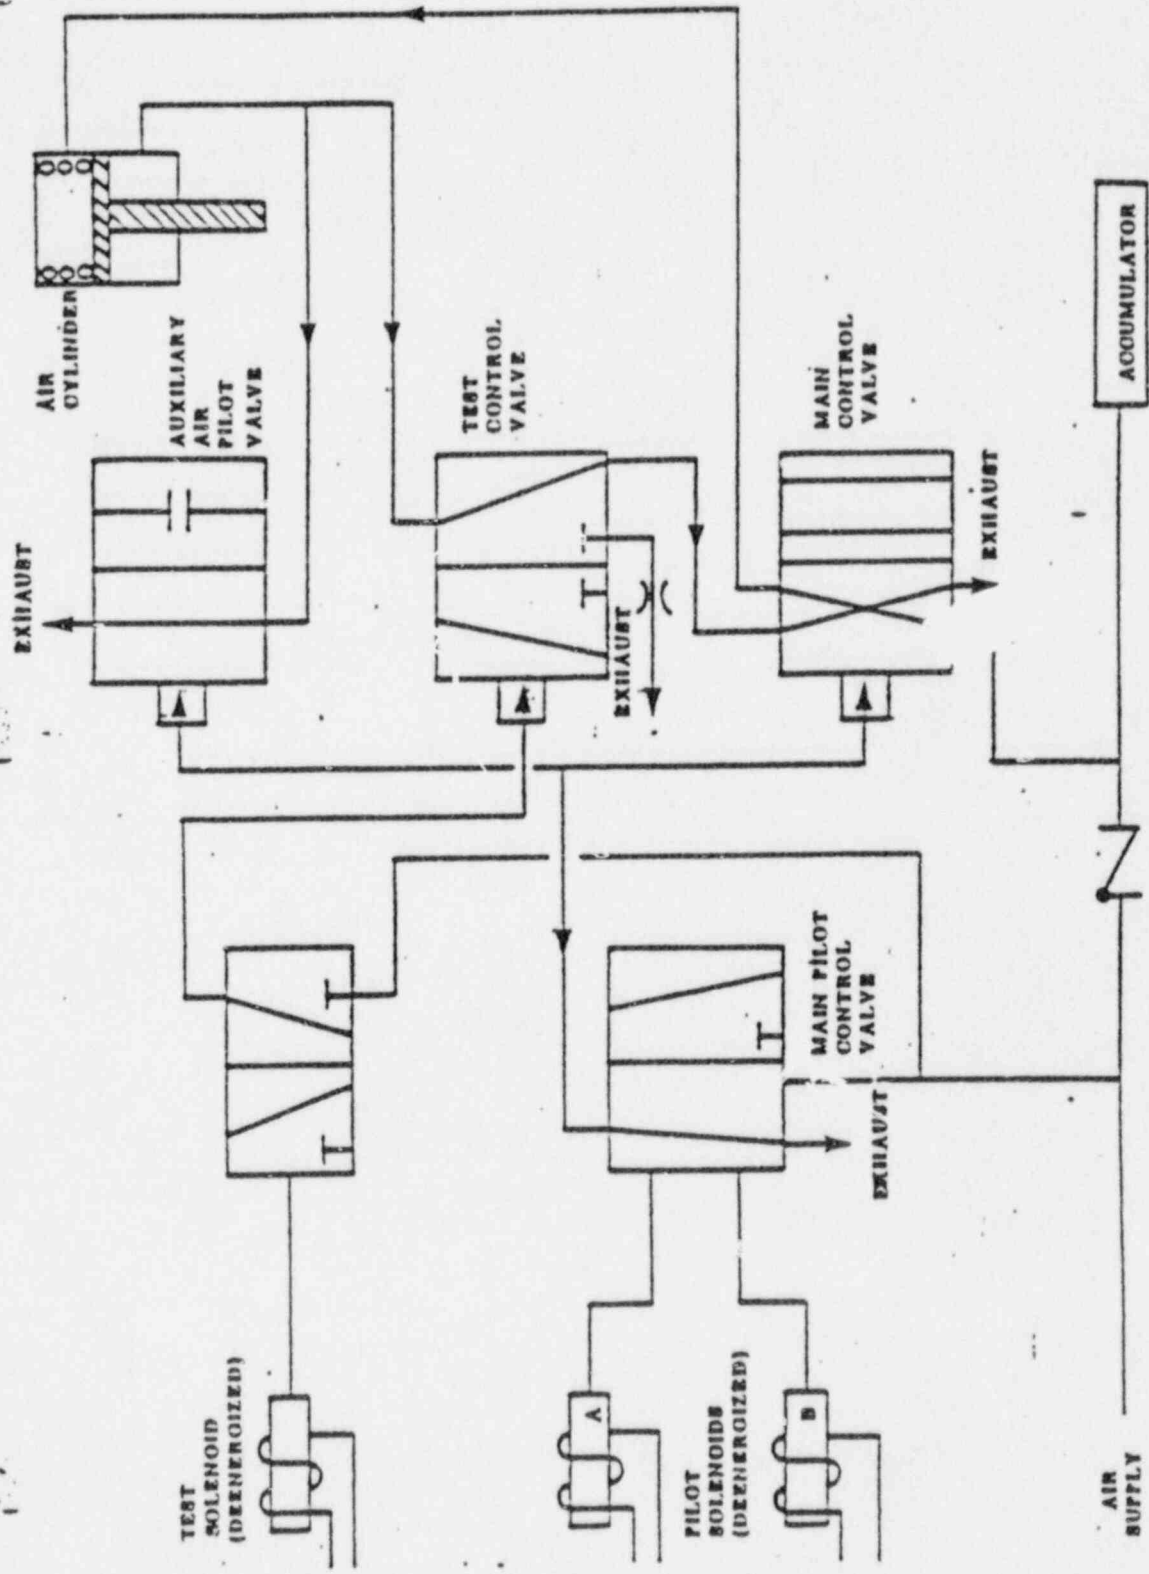 EXHAUST
AIR
CYLINDER
AUXILIARY
AIR
PILOT
VALVE
TEST
CONTROL
VALVE
EXHAUST
MAIN
CONTROL
VALVE
EXHAUST
ACCUMULATOR
TEST
SOLENOID
(DEENERGIZED)
A
PILOT
SOLENOIDS
(DEENERGIZED)
B
MAIN PILOT
CONTROL
VALVE
EXHAUST
AIR
SUPPLY